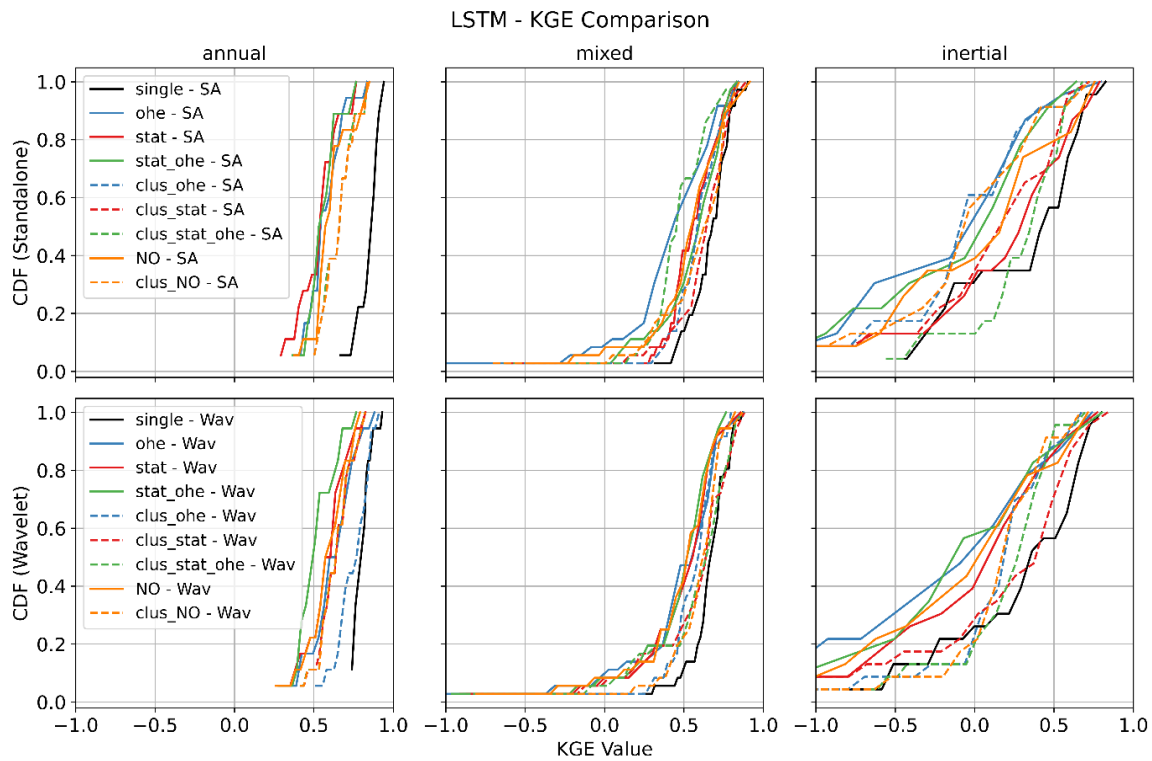 LSTM - KGE Comparison
annual
mixed
inertial
CDF (Standalone)
1.0
0.8
0.6
0.4
0.2
0.0
single - SA
ohe - SA
stat - SA
stat_ohe - SA
clus_ohe - SA
clus_stat - SA
clus_stat_ohe - SA
NO - SA
clus_NO - SA
CDF (Wavelet)
1.0
0.8
0.6
0.4
0.2
0.0
single - Wav
ohe - Wav
stat - Wav
stat_ohe - Wav
clus_ohe - Wav
clus_stat - Wav
clus_stat_ohe - Wav
NO - Wav
clus_NO - Wav
−1.0 −0.5 0.0 0.5 1.0
−0.5 0.0 0.5 1.0
−1.0 −0.5 0.0 0.5 1.0
KGE Value